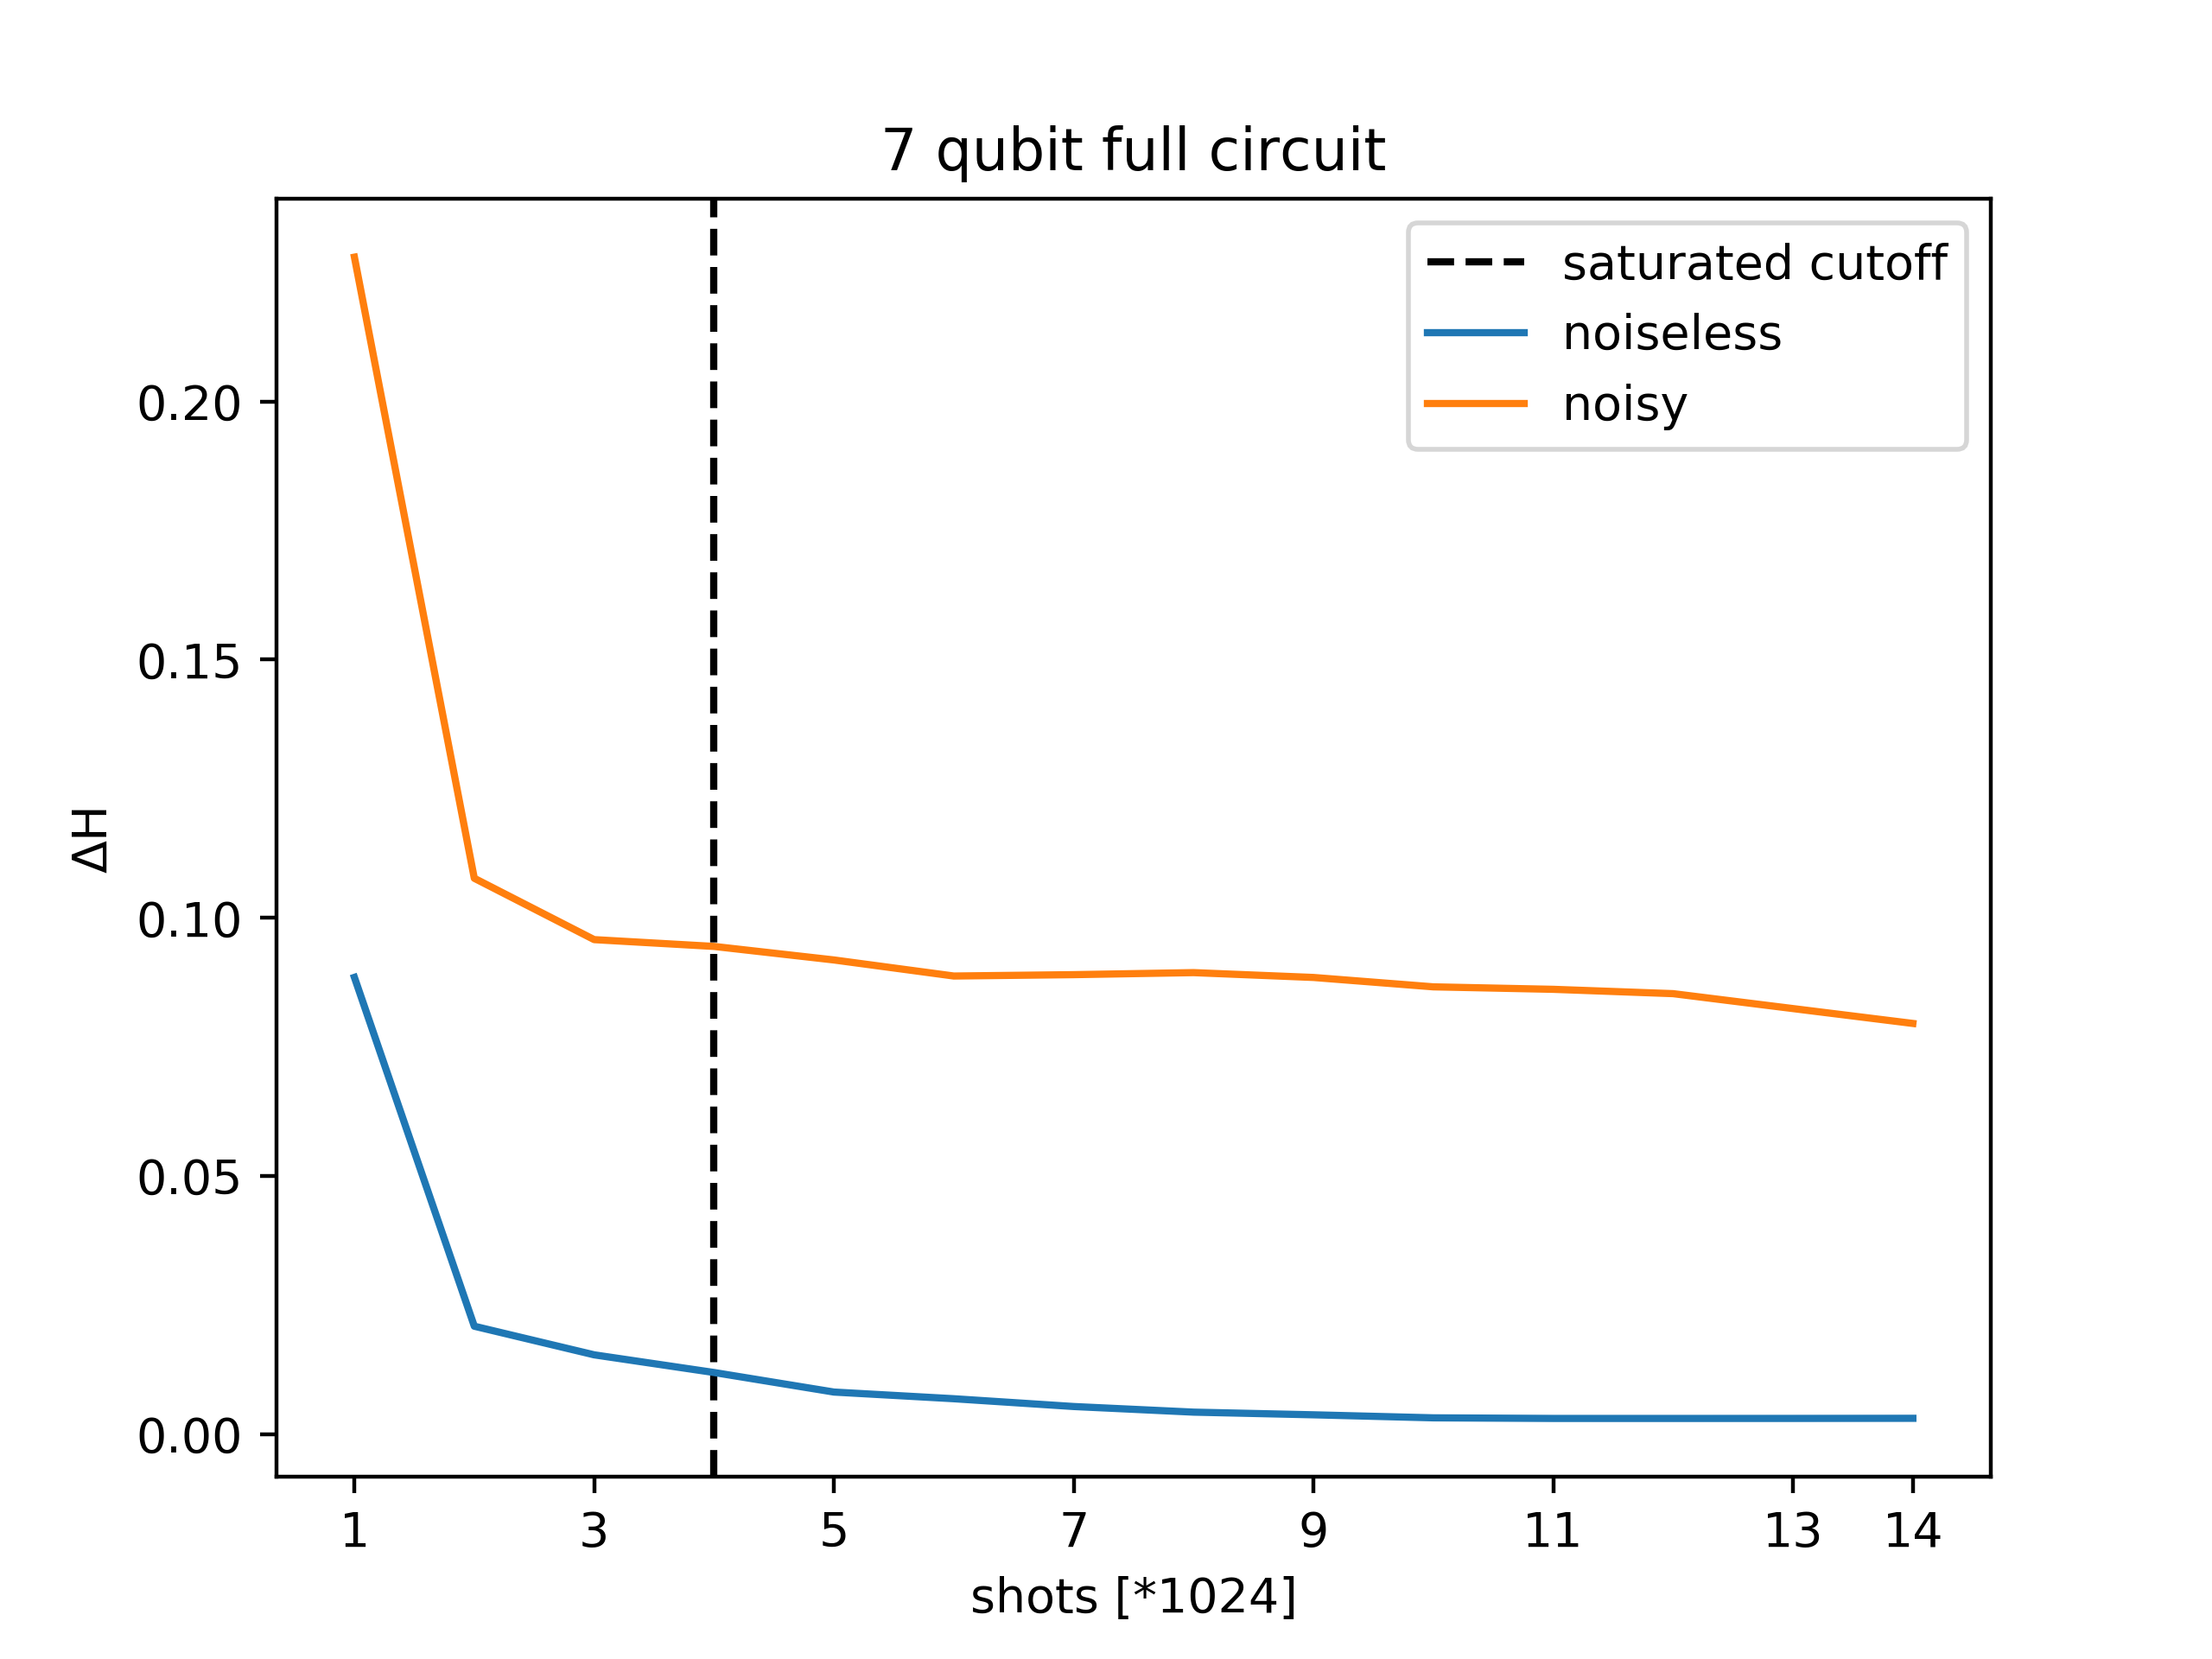 7 qubit full circuit
saturated cutoff
noiseless
noisy
0.20
0.15
0.10
0.05
0.00
ΔH
1 3 5 7 9 11 13 14
shots [*1024]